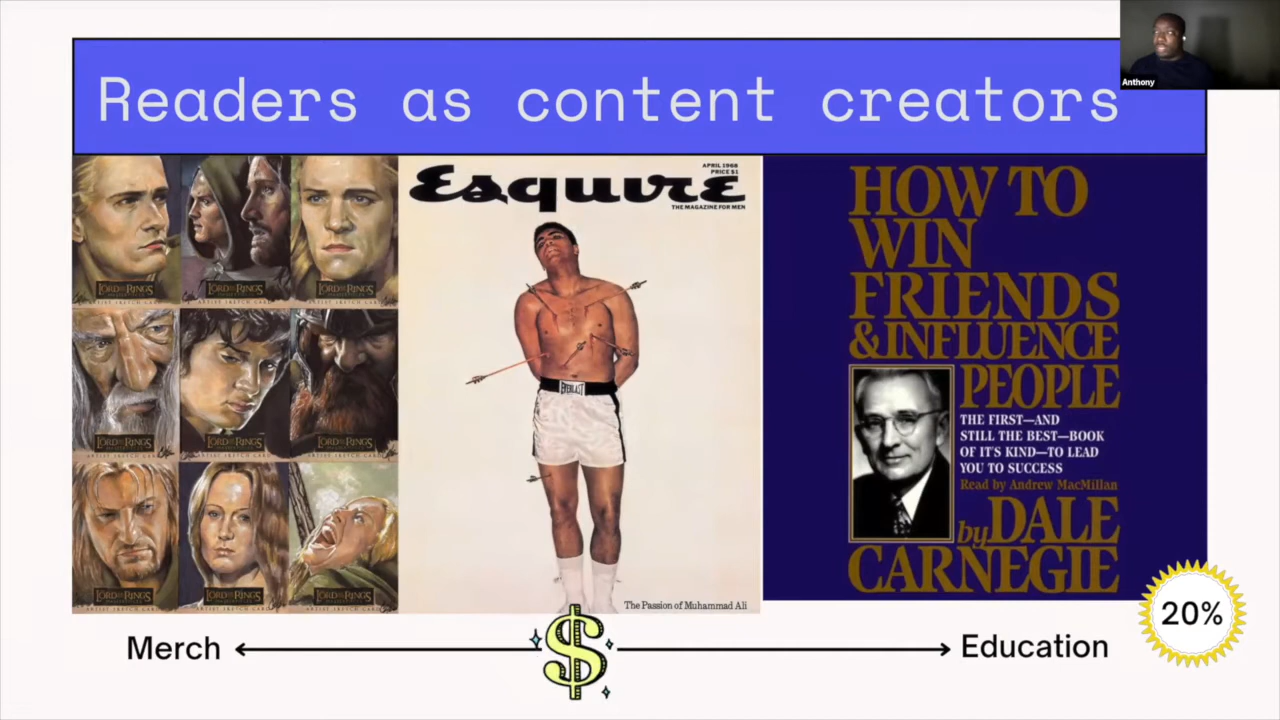 Readers as content creators
Anthony
LORD OF THE RINGS
LORD OF THE RINGS
LORD OF THE RINGS
ARTIST SKETCH CARD
LORD OF THE RINGS
LORD OF THE RINGS
LORD OF THE RINGS
LORD OF THE RINGS
LORD OF THE RINGS
LORD OF THE RINGS
APRIL 1968
PRICE $1
Esquire
THE MAGAZINE FOR MEN
EVERLAST
The Passion of Muhammad Ali
HOW TO
WIN
FRIENDS
& INFLUENCE
PEOPLE
THE FIRST—AND
STILL THE BEST—BOOK
OF IT'S KIND—TO LEAD
YOU TO SUCCESS
Read by Andrew MacMillan
by DALE
CARNEGIE
Merch
$
Education
20%